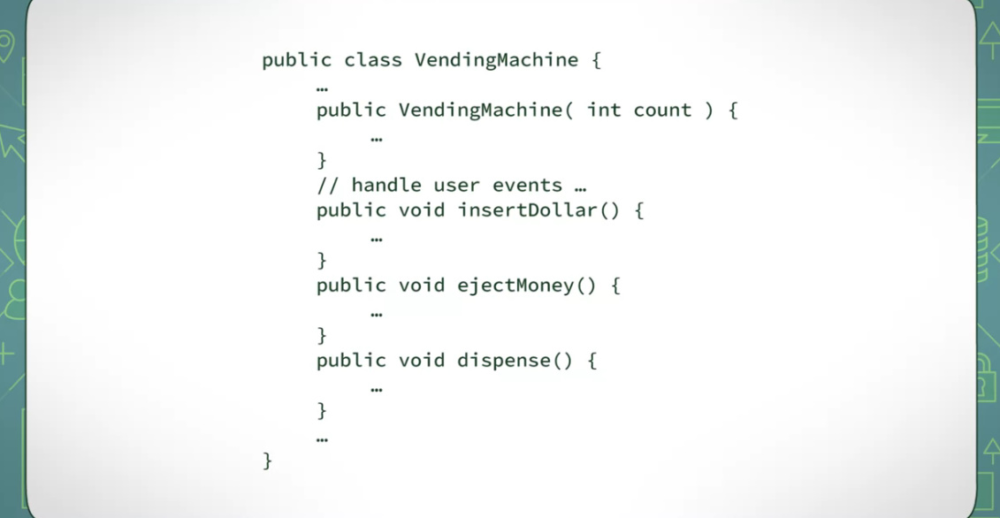 public class VendingMachine {
…
public VendingMachine( int count ) {
…
}
// handle user events …
public void insertDollar() {
…
}
public void ejectMoney() {
…
}
public void dispense() {
…
}
…
}